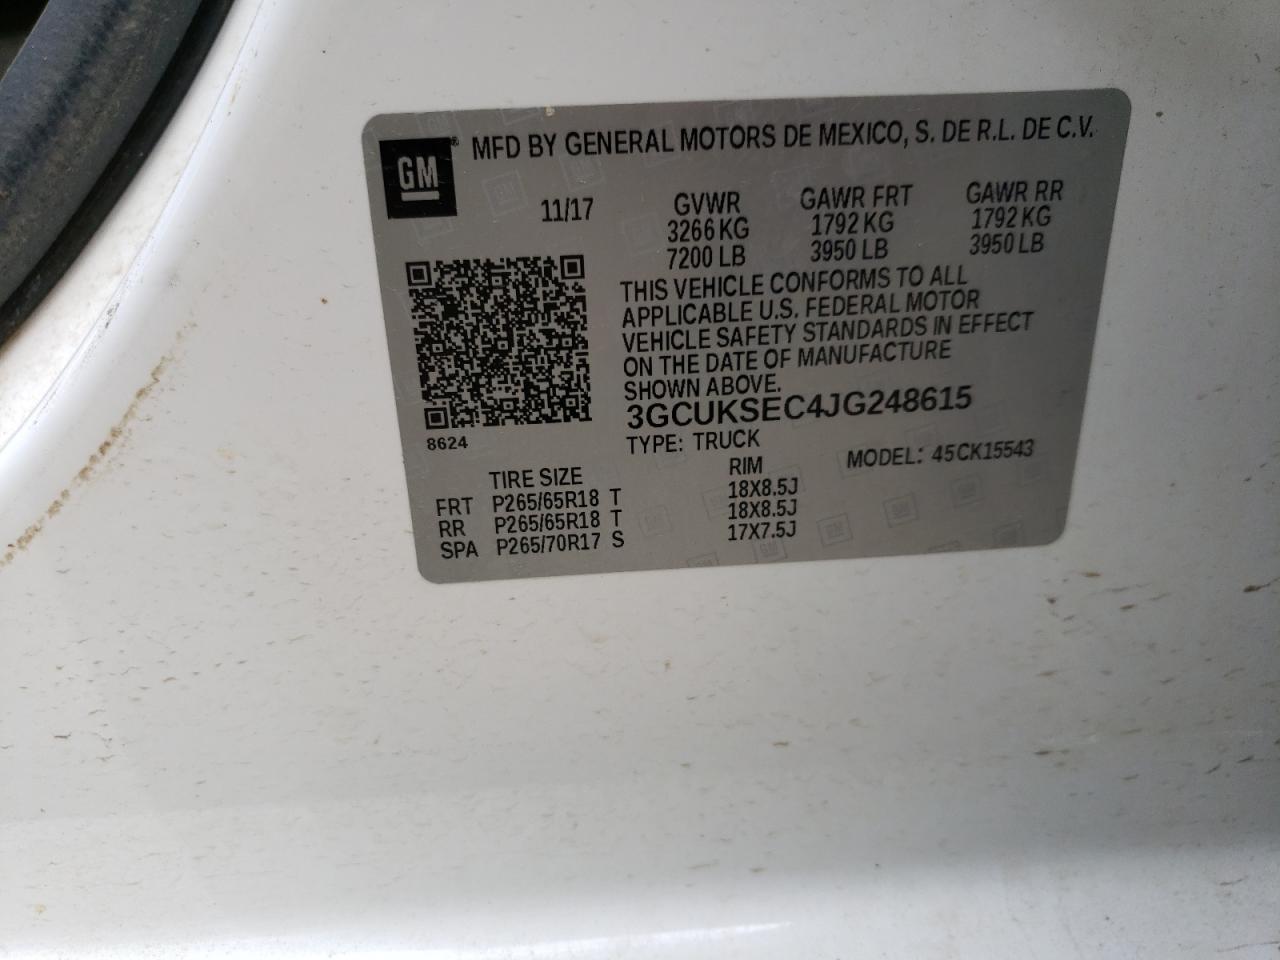 GM ® MFD BY GENERAL MOTORS DE MEXICO, S. DE R.L. DE C.V.
11/17 GVWR GAWR FRT GAWR RR
3266 KG 1792 KG 1792 KG
7200 LB 3950 LB 3950 LB
THIS VEHICLE CONFORMS TO ALL
APPLICABLE U.S. FEDERAL MOTOR
VEHICLE SAFETY STANDARDS IN EFFECT
ON THE DATE OF MANUFACTURE
SHOWN ABOVE.
3GCUKSEC4JG248615
8624
TYPE: TRUCK MODEL: 45CK15543
TIRE SIZE RIM
FRT P265/65R18 T 18X8.5J
RR P265/65R18 T 18X8.5J
SPA P265/70R17 S 17X7.5J